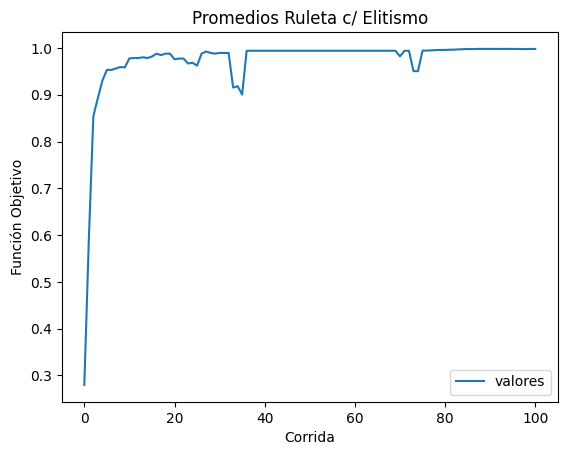 Promedios Ruleta c/ Elitismo
Función Objetivo
1.0
0.9
0.8
0.7
0.6
0.5
0.4
0.3
0 20 40 60 80 100
Corrida
valores